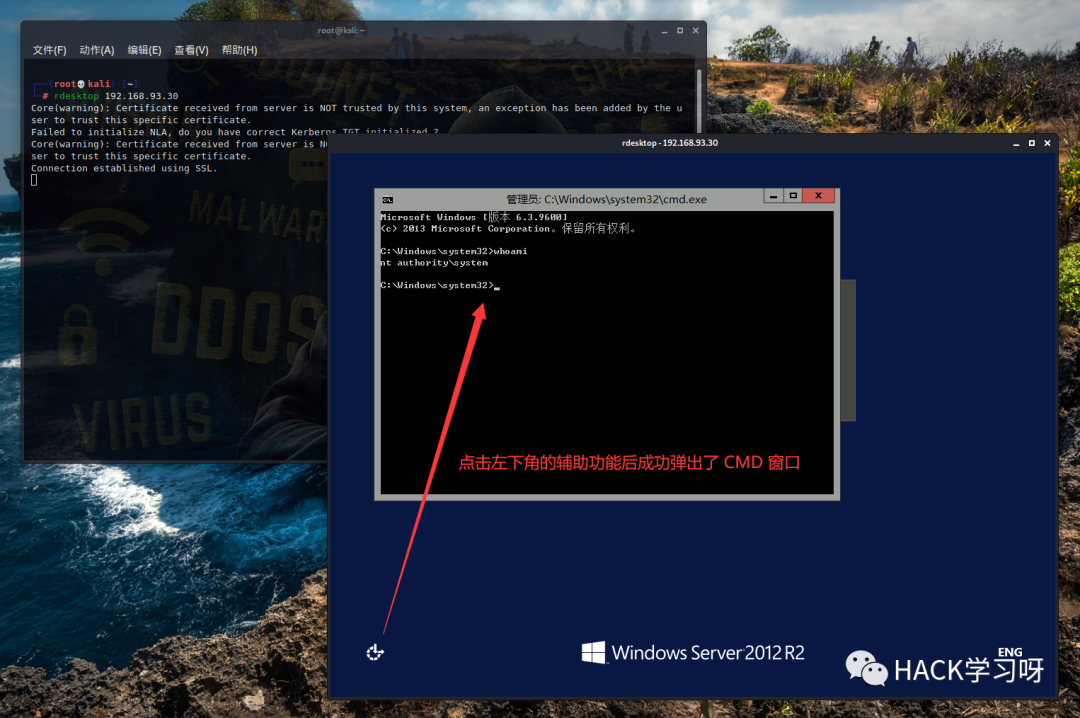 root@kali:~
文件(F) 动作(A) 编辑(E) 查看(V) 帮助(H)
┌──(root💀kali)-[~]
└─# rdesktop 192.168.93.30
Core(warning): Certificate received from server is NOT trusted by this system, an exception has been added by the u
ser to trust this specific certificate.
Failed to initialize NLA, do you have correct Kerberos TGT initialized ?
Core(warning): Certificate received from server is N
ser to trust this specific certificate.
Connection established using SSL.
MALWAR
DDOS
VIRUS
rdesktop - 192.168.93.30
管理员: C:\Windows\system32\cmd.exe
Microsoft Windows [版本 6.3.9600]
(c) 2013 Microsoft Corporation。保留所有权利。
C:\Windows\system32>whoami
nt authority\system
C:\Windows\system32>
点击左下角的辅助功能后成功弹出了 CMD 窗口
Windows Server 2012 R2
ENG
HACK学习呀